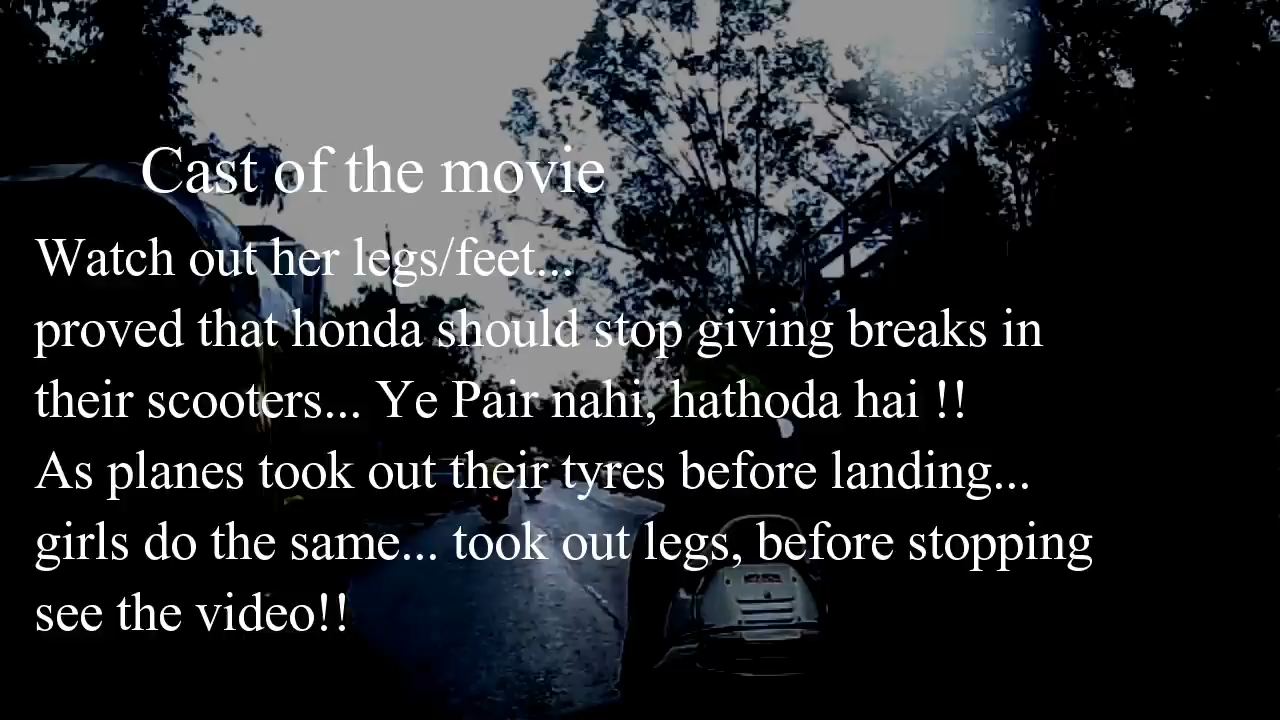 Cast of the movie
Watch out her legs/feet...
proved that honda should stop giving breaks in
their scooters... Ye Pair nahi, hathoda hai !!
As planes took out their tyres before landing...
girls do the same... took out legs, before stopping
see the video!!